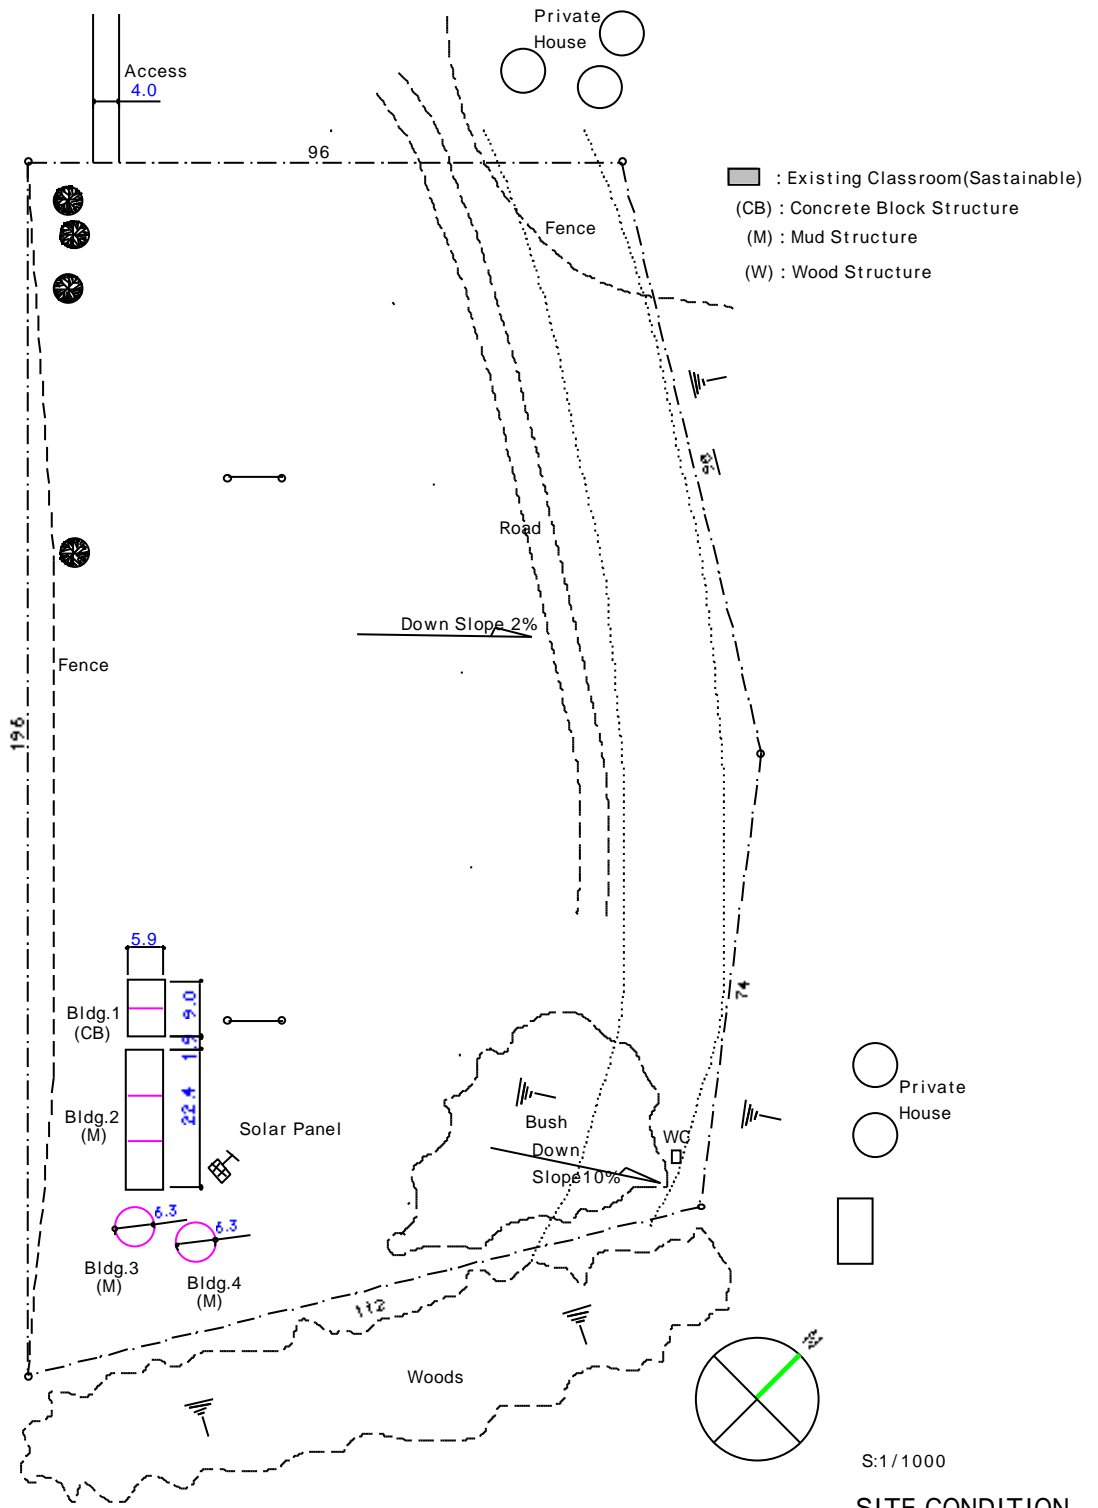 Private
House
Access
4.0
96
: Existing Classroom(Sastainable)
(CB) : Concrete Block Structure
(M) : Mud Structure
(W) : Wood Structure
Fence
Road
Down Slope 2%
Fence
196
5.9
Bldg.1
(CB)
9.0
1.9
74
22.4
Bldg.2
(M)
Solar Panel
Bush
WC
Down
Slope10%
Private
House
6.3
6.3
Bldg.3
(M)
Bldg.4
(M)
112
Woods
S:1/1000
SITE CONDITION